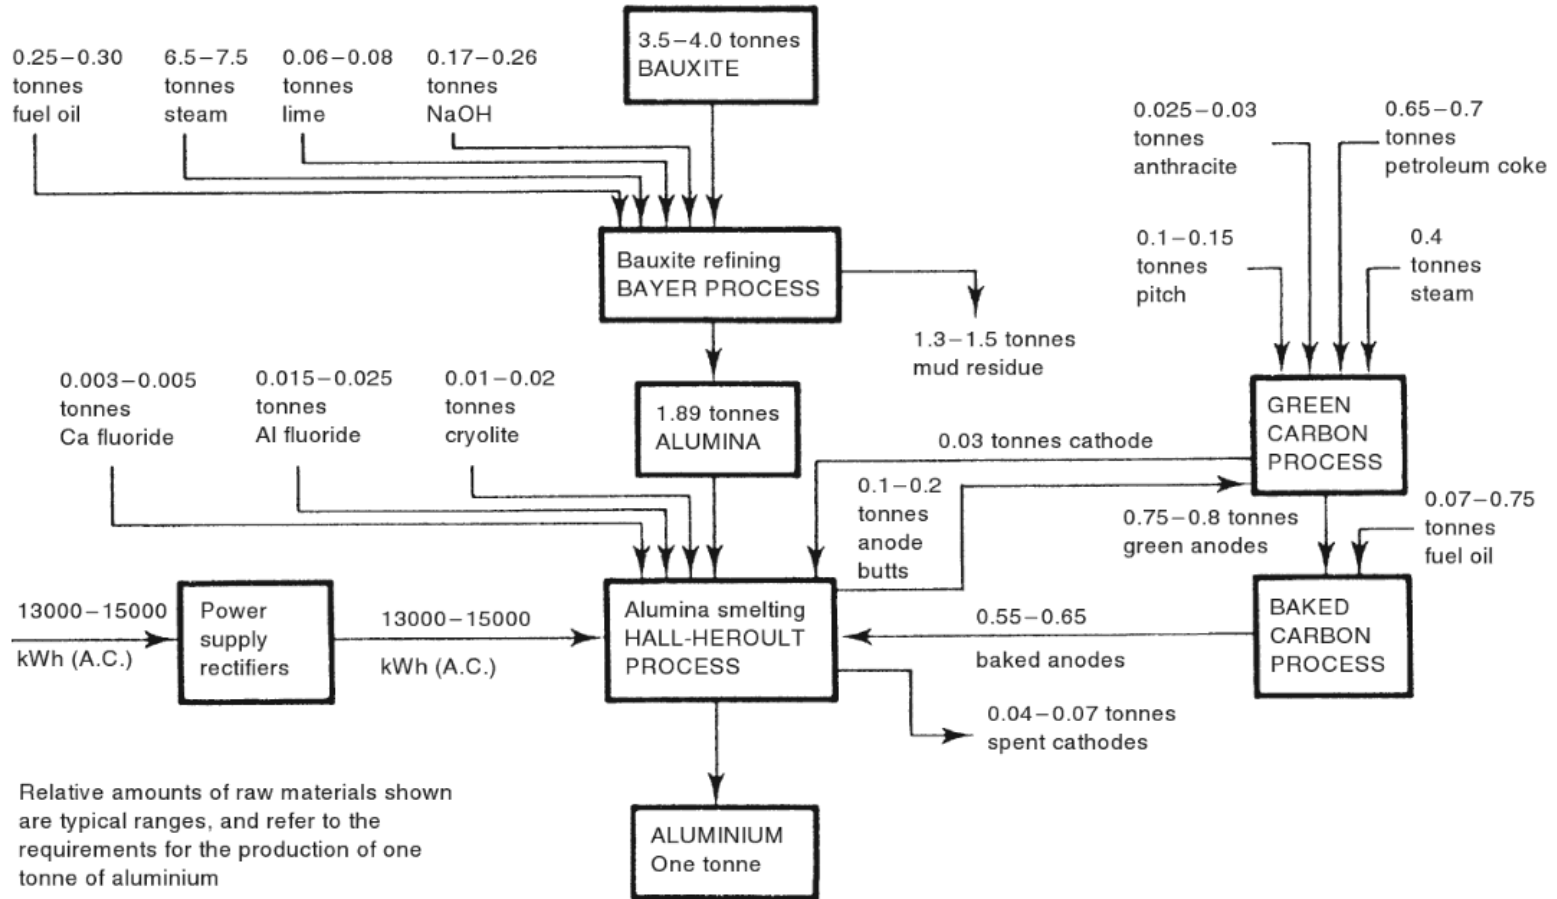 0.25–0.30
tonnes
fuel oil
6.5–7.5
tonnes
steam
0.06–0.08
tonnes
lime
0.17–0.26
tonnes
NaOH
3.5–4.0 tonnes
BAUXITE
0.025–0.03
tonnes
anthracite
0.65–0.7
tonnes
petroleum coke
0.1–0.15
tonnes
pitch
0.4
tonnes
steam
Bauxite refining
BAYER PROCESS
1.3–1.5 tonnes
mud residue
0.003–0.005
tonnes
Ca fluoride
0.015–0.025
tonnes
Al fluoride
0.01–0.02
tonnes
cryolite
1.89 tonnes
ALUMINA
GREEN
CARBON
PROCESS
0.03 tonnes cathode
0.1–0.2
tonnes
anode
butts
0.75–0.8 tonnes
green anodes
0.07–0.75
tonnes
fuel oil
13000–15000
kWh (A.C.)
Power
supply
rectifiers
13000–15000
kWh (A.C.)
Alumina smelting
HALL-HEROULT
PROCESS
0.55–0.65
baked anodes
BAKED
CARBON
PROCESS
0.04–0.07 tonnes
spent cathodes
Relative amounts of raw materials shown
are typical ranges, and refer to the
requirements for the production of one
tonne of aluminium
ALUMINIUM
One tonne